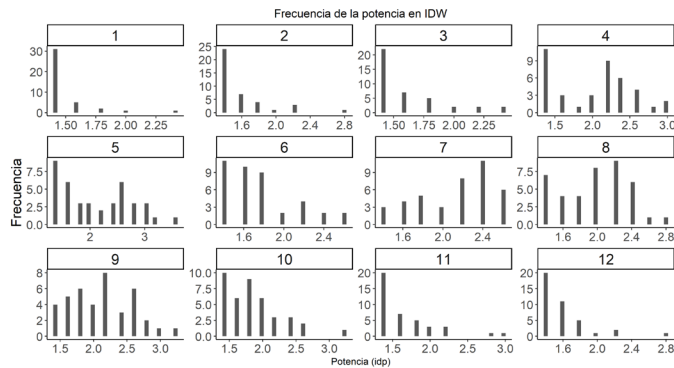 Frecuencia de la potencia en IDW
1 2 3 4
30 20 10 0 25 20 15 10 5 0 20 15 10 5 0 9 6 3 0
1.50 1.75 2.00 2.25 1.6 2.0 2.4 2.8 1.50 1.75 2.00 2.25 1.5 2.0 2.5 3.0
5 6 7 8
7.5 5.0 2.5 0.0 9 6 3 0 9 6 3 0 7.5 5.0 2.5 0.0
2 3 1.6 2.0 2.4 1.6 2.0 2.4 1.6 2.0 2.4 2.8
9 10 11 12
8 6 4 2 0 10.0 7.5 5.0 2.5 0.0 20 15 10 5 0 20 15 10 5 0
1.5 2.0 2.5 3.0 1.5 2.0 2.5 3.0 1.5 2.0 2.5 3.0 1.6 2.0 2.4 2.8
Frecuencia
Potencia (idp)